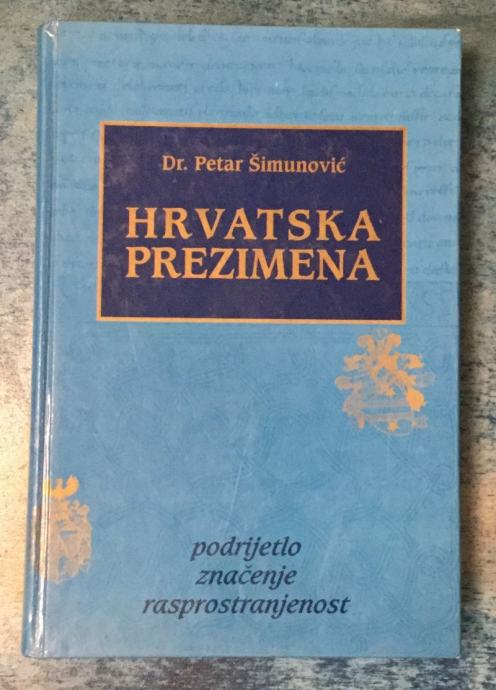 Dr. Petar Šimunović
HRVATSKA
PREZIMENA
podrijetlo
značenje
rasprostranjenost